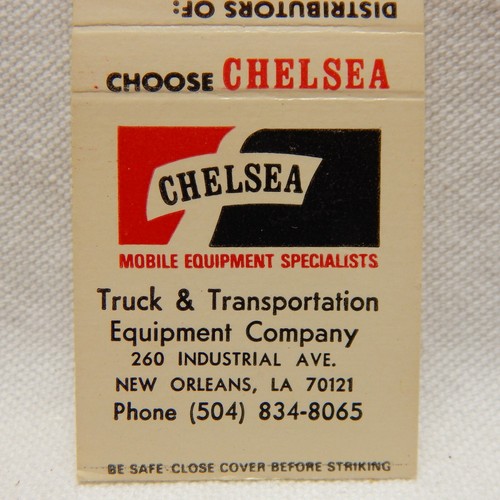 DISTRIBUTORS OF:
CHOOSE CHELSEA
CHELSEA
MOBILE EQUIPMENT SPECIALISTS
Truck & Transportation
Equipment Company
260 INDUSTRIAL AVE.
NEW ORLEANS, LA 70121
Phone (504) 834-8065
BE SAFE-CLOSE COVER BEFORE STRIKING